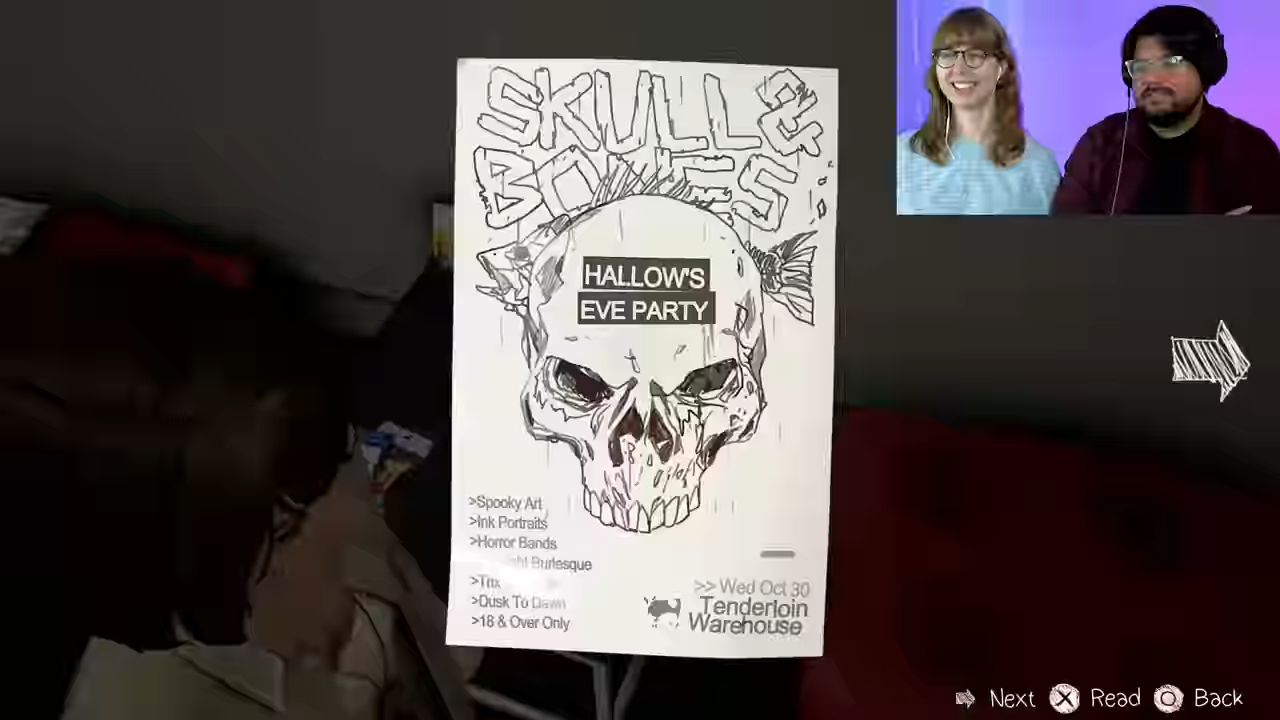 SKULL &
BONES
HALLOW'S
EVE PARTY
>Spooky Art
>Ink Portraits
>Horror Bands
Burlesque
>Dusk To Dawn
>18 & Over Only
>> Wed Oct 30
Tenderloin
Warehouse
Next Read Back